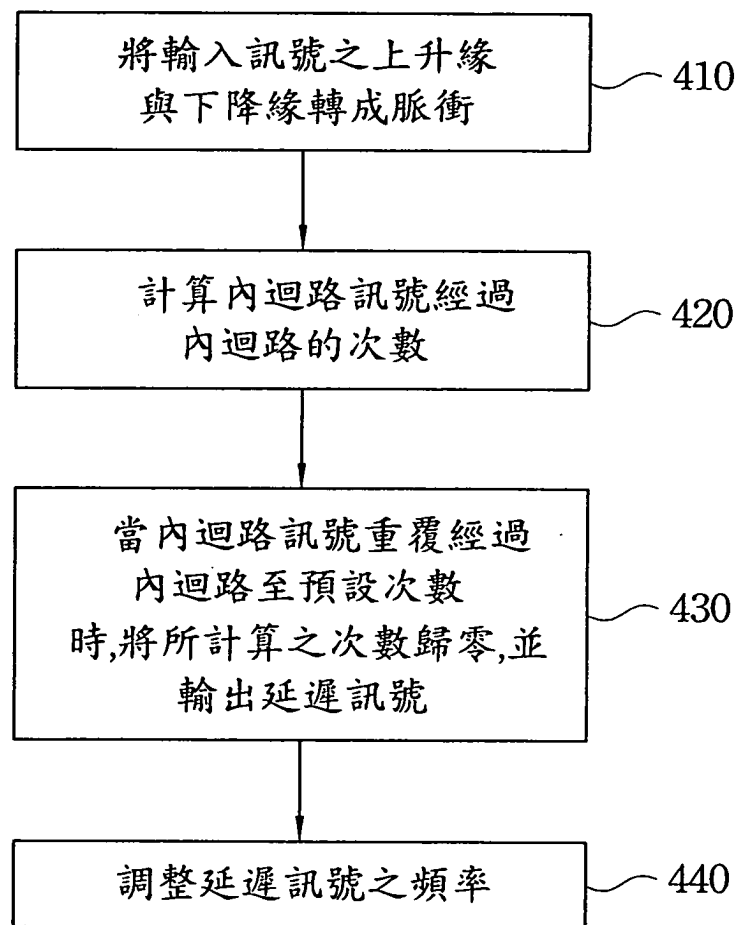 將輸入訊號之上升緣
與下降緣轉成脈衝
410
計算內迴路訊號經過
內迴路的次數
420
當內迴路訊號重覆經過
內迴路至預設次數
時,將所計算之次數歸零,並
輸出延遲訊號
430
調整延遲訊號之頻率
440